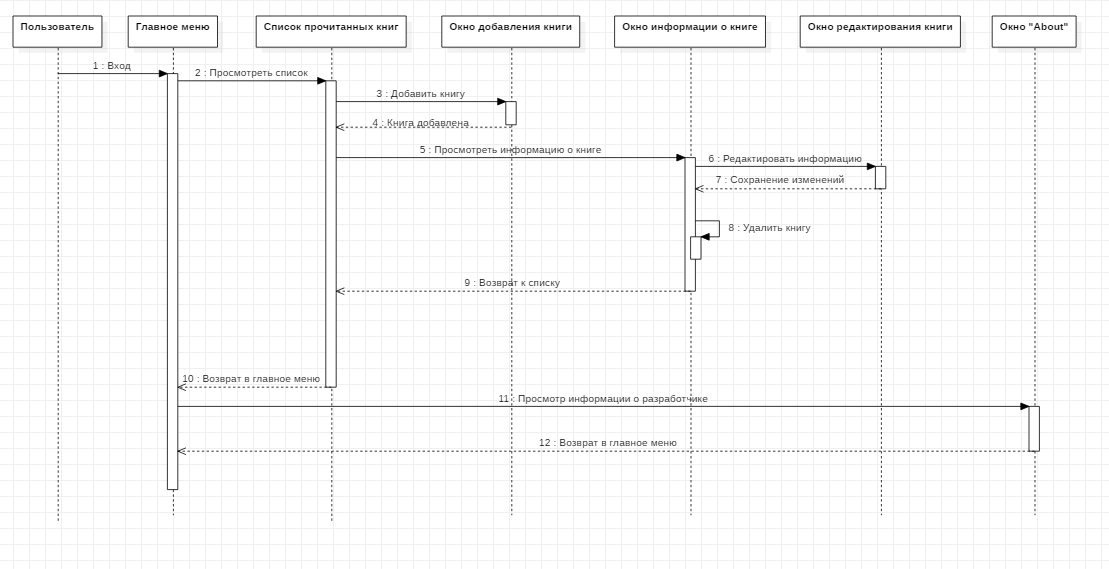 Пользователь
Главное меню
Список прочитанных книг
Окно добавления книги
Окно информации о книге
Окно редактирования книги
Окно "About"
1 : Вход
2 : Просмотреть список
3 : Добавить книгу
4 : Книга добавлена
5 : Просмотреть информацию о книге
6 : Редактировать информацию
7 : Сохранение изменений
8 : Удалить книгу
9 : Возврат к списку
10 : Возврат в главное меню
11 : Просмотр информации о разработчике
12 : Возврат в главное меню